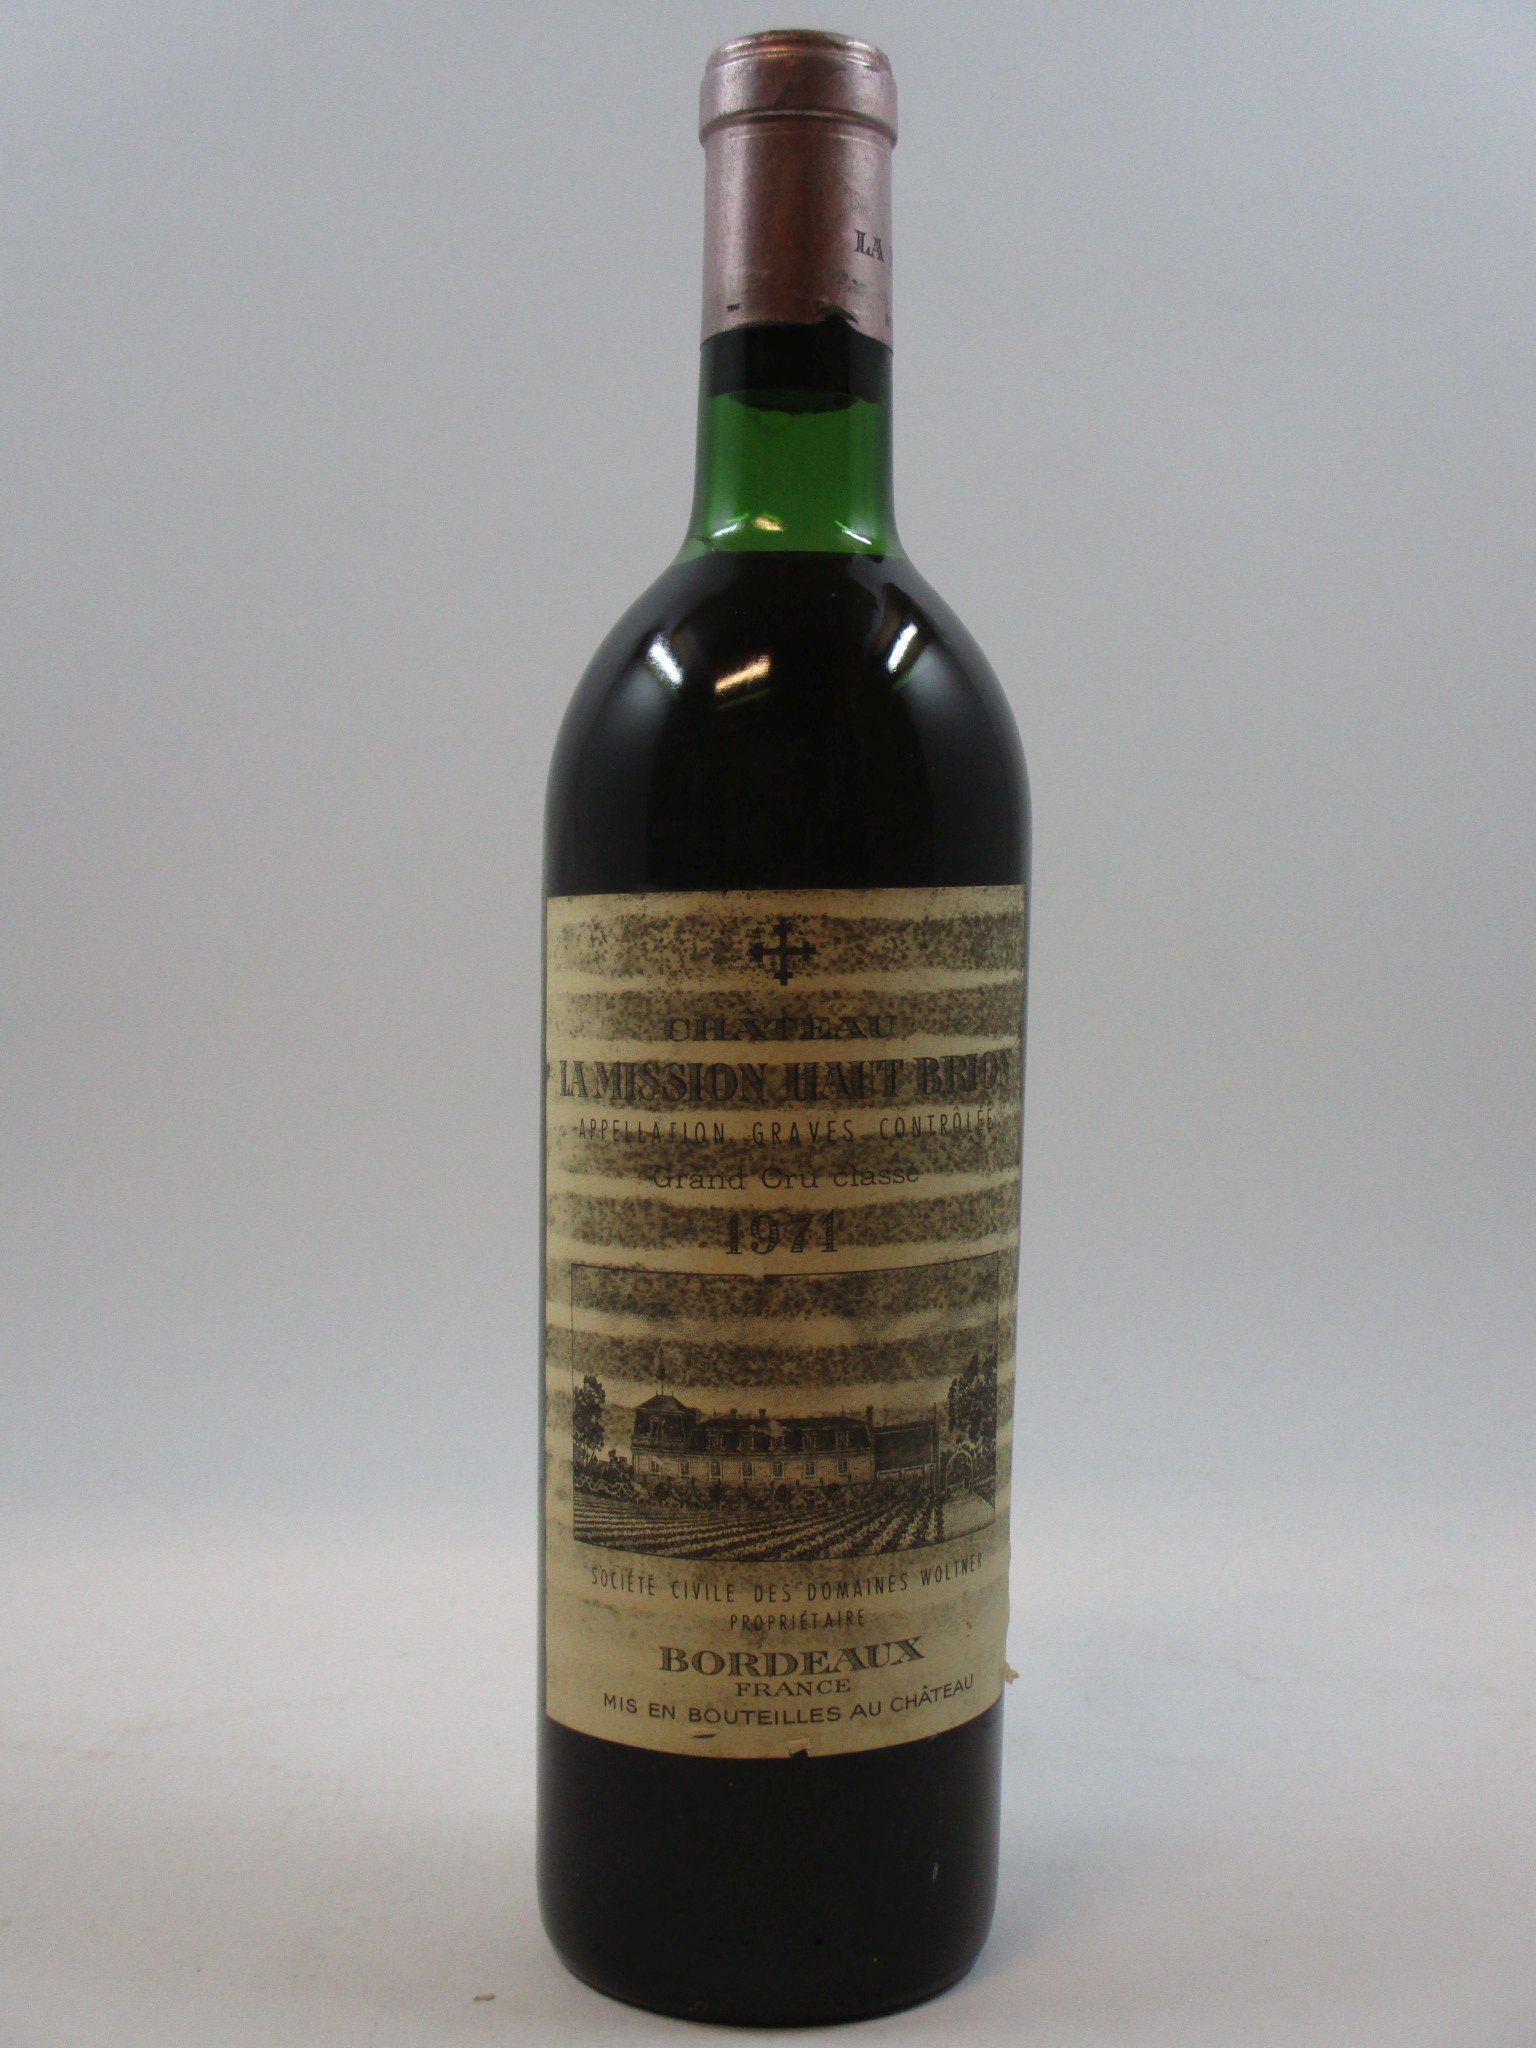 LA
CHATEAU
LA MISSION HAUT BRION
APPELLATION GRAVES CONTRÔLÉE
Grand Cru classé
1971
SOCIÉTÉ CIVILE DES DOMAINES WOLTNER
PROPRIÉTAIRE
BORDEAUX
FRANCE
MIS EN BOUTEILLES AU CHÂTEAU